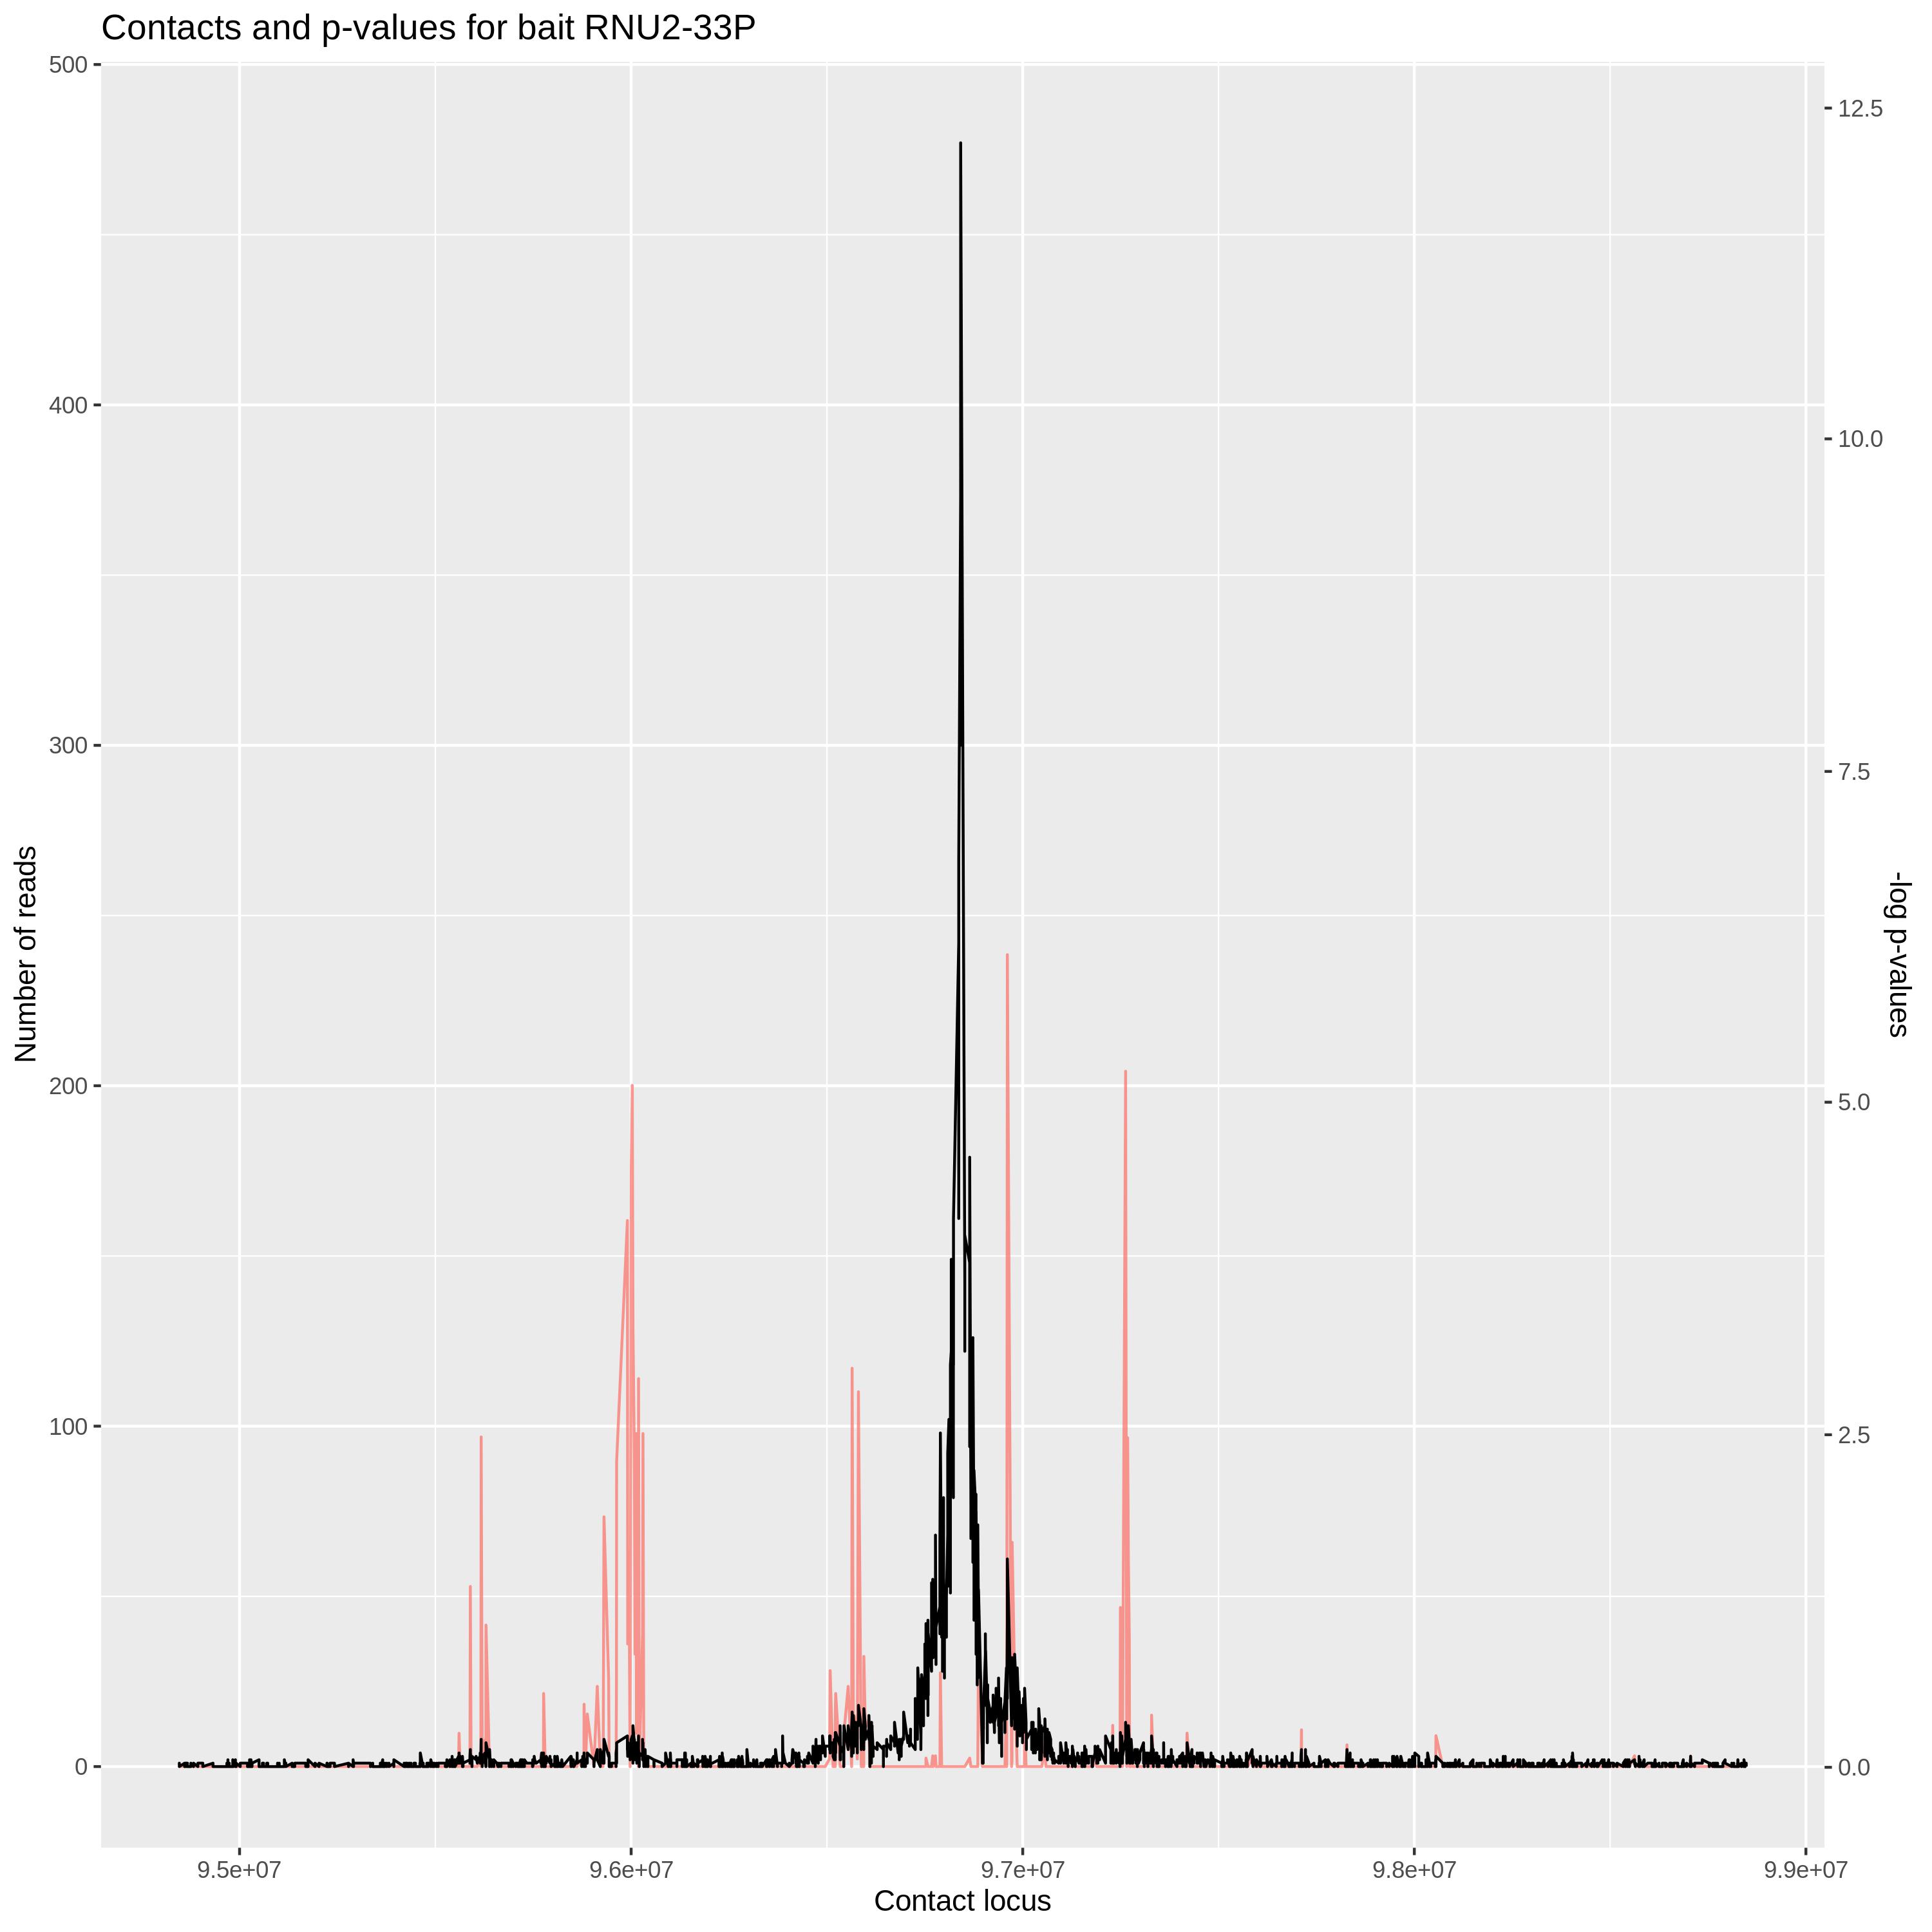 Contacts and p-values for bait RNU2-33P
500
400
300
200
100
0
Number of reads
12.5
10.0
7.5
5.0
2.5
0.0
-log p-values
9.5e+07 9.6e+07 9.7e+07 9.8e+07 9.9e+07
Contact locus